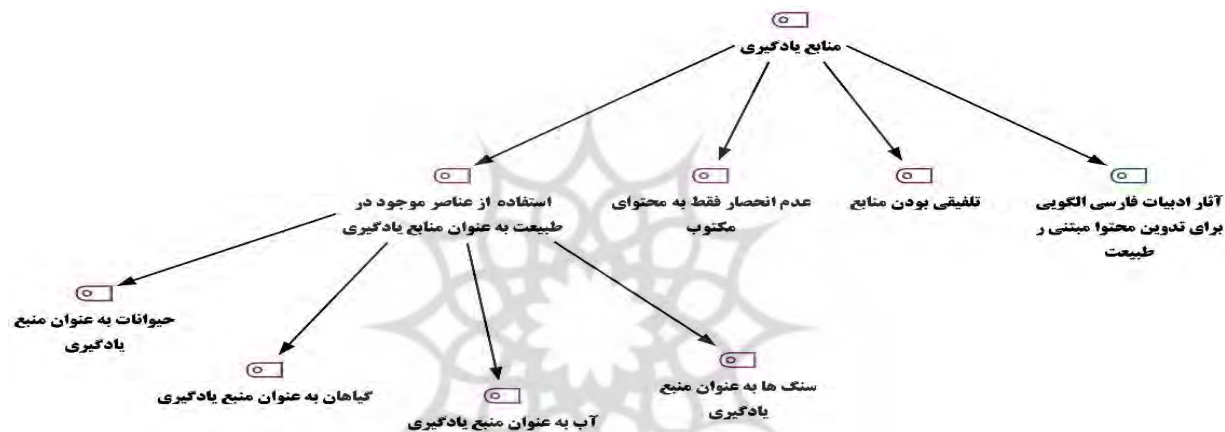 منابع یادگیری
آثار ادبیات فارسی الگویی
برای تدوین محتوا مبتنی ر
طبیعت
تلفیقی بودن منابع
عدم انحصار فقط به محتوای
مکتوب
استفاده از عناصر موجود در
طبیعت به عنوان منابع یادگیری
سنگ ها به عنوان منبع
یادگیری
آب به عنوان منبع یادگیری
گیاهان به عنوان منبع یادگیری
حیوانات به عنوان منبع
یادگیری